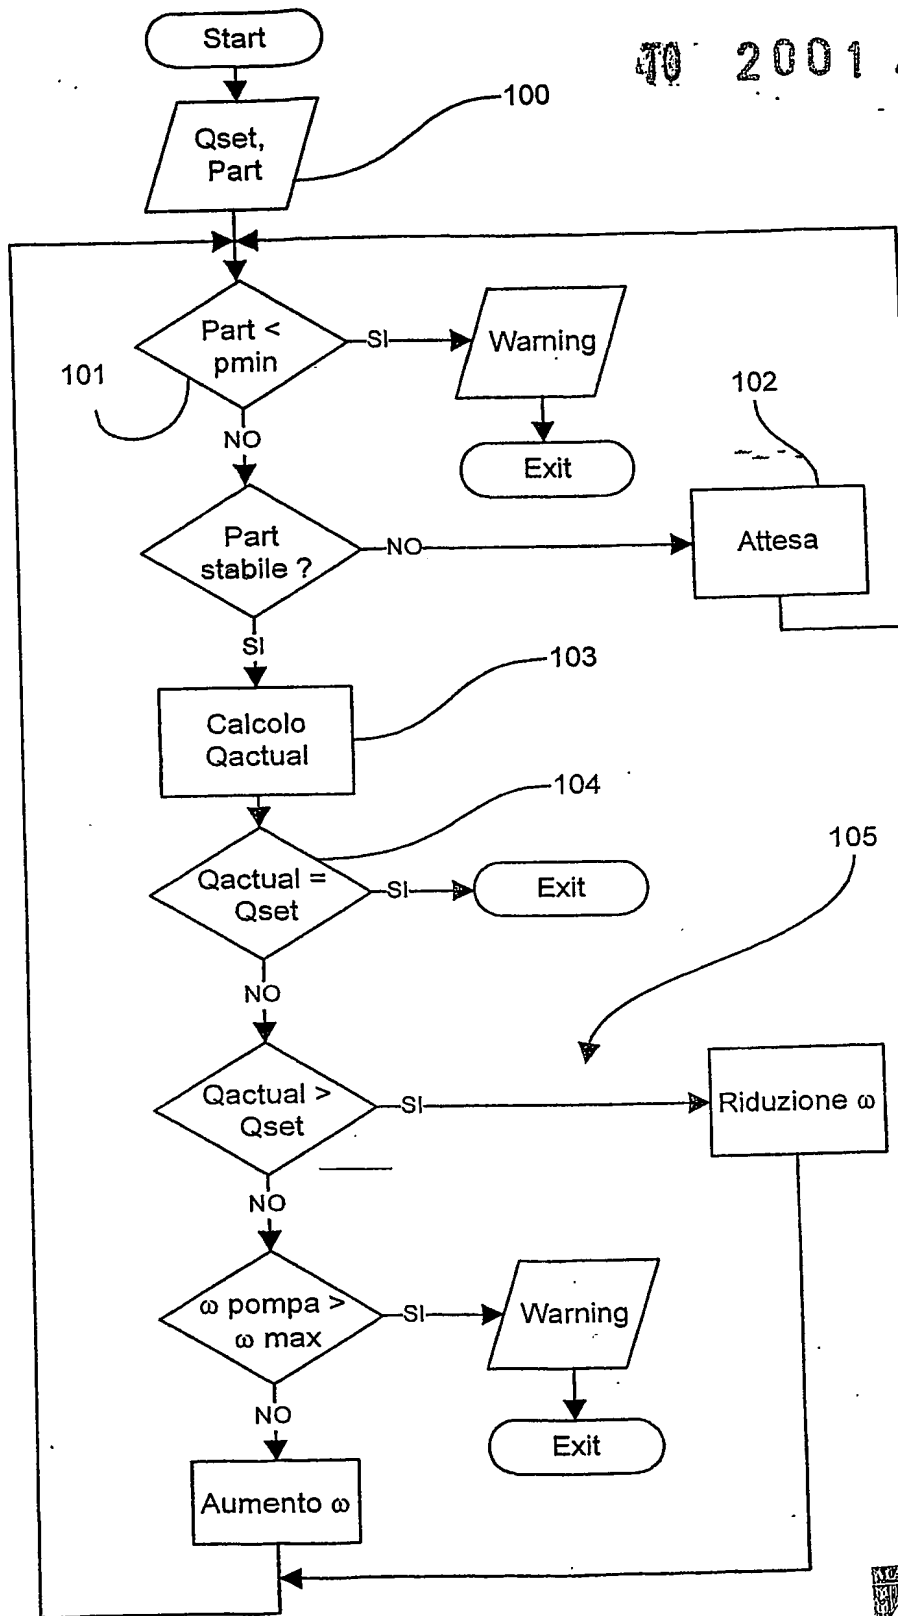 Start
2001
Qset,
Part
100
Part <
pmin
SI
Warning
101
NO
Exit
102
Part
stabile ?
NO
Attesa
SI
Calcolo
Qactual
103
104
Qactual =
Qset
SI
Exit
105
NO
Qactual >
Qset
SI
Riduzione ω
NO
ω pompa >
ω max
SI
Warning
NO
Exit
Aumento ω